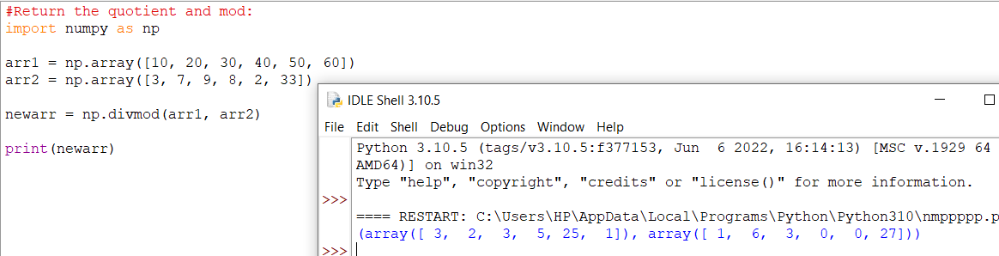 #Return the quotient and mod:
import numpy as np
arr1 = np.array([10, 20, 30, 40, 50, 60])
arr2 = np.array([3, 7, 9, 8, 2, 33])
newarr = np.divmod(arr1, arr2)
print(newarr)
IDLE Shell 3.10.5
File Edit Shell Debug Options Window Help
Python 3.10.5 (tags/v3.10.5:f377153, Jun  6 2022, 16:14:13) [MSC v.1929 64
AMD64)] on win32
Type "help", "copyright", "credits" or "license()" for more information.
>>>
==== RESTART: C:\Users\HP\AppData\Local\Programs\Python\Python310\nmppppp.p
(array([ 3,  2,  3,  5, 25,  1]), array([ 1,  6,  3,  0,  0, 27]))
>>>